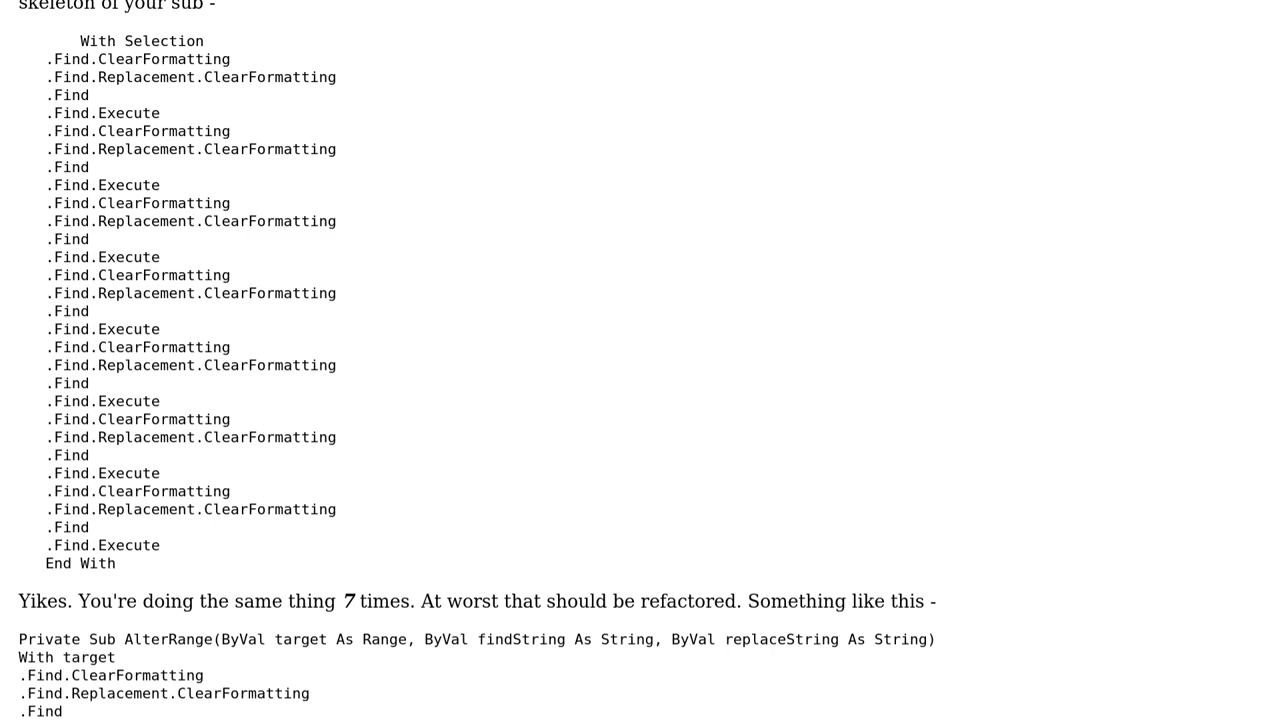 skeleton of your sub -
With Selection
.Find.ClearFormatting
.Find.Replacement.ClearFormatting
.Find
.Find.Execute
.Find.ClearFormatting
.Find.Replacement.ClearFormatting
.Find
.Find.Execute
.Find.ClearFormatting
.Find.Replacement.ClearFormatting
.Find
.Find.Execute
.Find.ClearFormatting
.Find.Replacement.ClearFormatting
.Find
.Find.Execute
.Find.ClearFormatting
.Find.Replacement.ClearFormatting
.Find
.Find.Execute
.Find.ClearFormatting
.Find.Replacement.ClearFormatting
.Find
.Find.Execute
.Find.ClearFormatting
.Find.Replacement.ClearFormatting
.Find
.Find.Execute
End With
Yikes. You're doing the same thing 7 times. At worst that should be refactored. Something like this -
Private Sub AlterRange(ByVal target As Range, ByVal findString As String, ByVal replaceString As String)
With target
.Find.ClearFormatting
.Find.Replacement.ClearFormatting
.Find